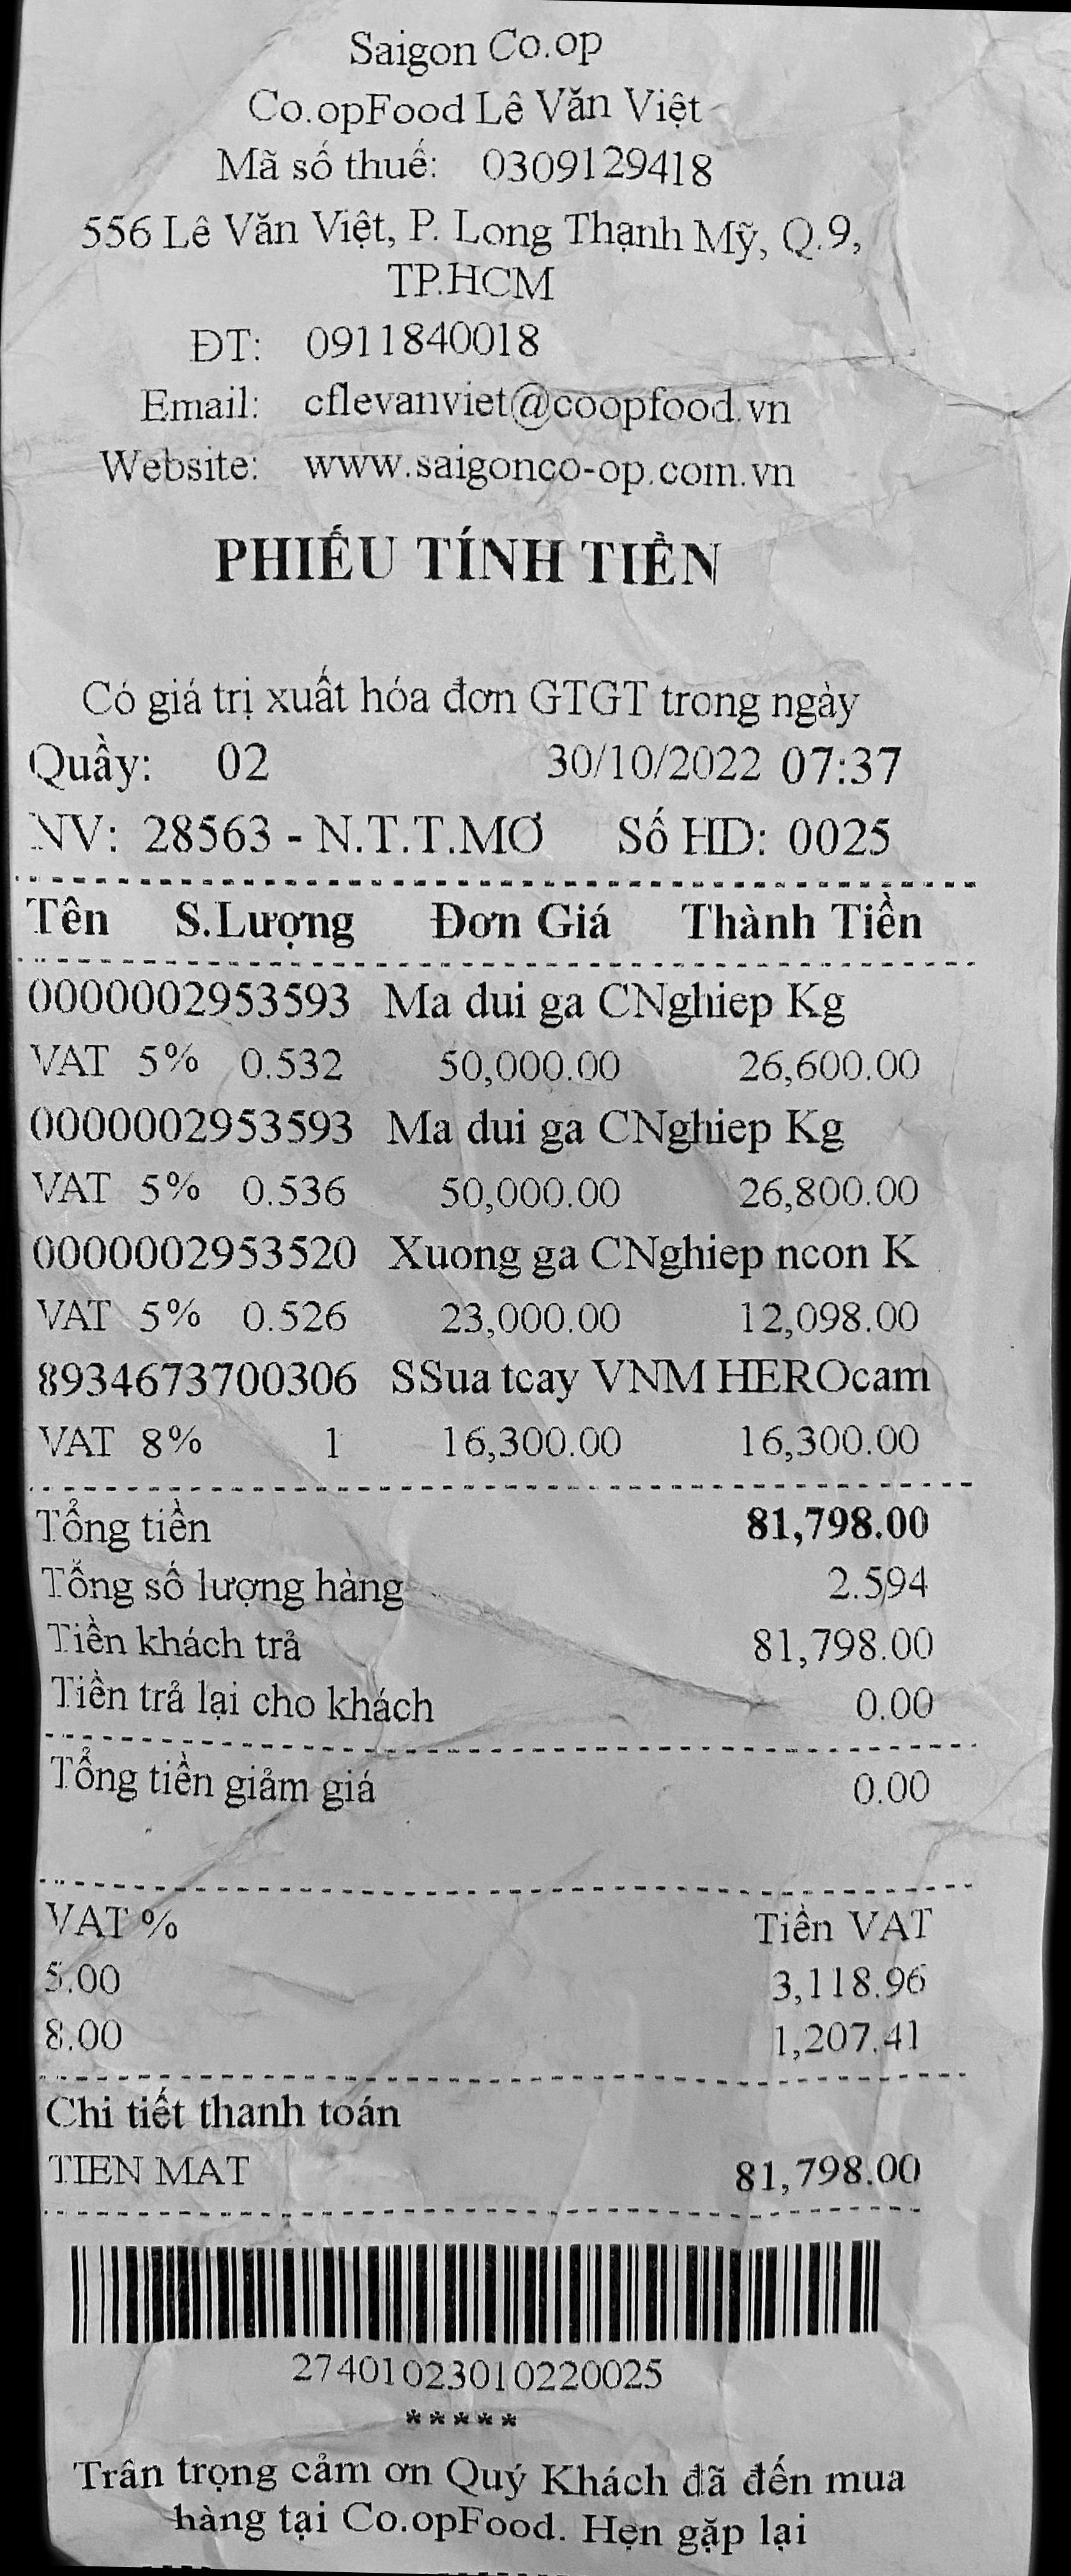 Saigon Co.op
Co.opFood Lê Văn Việt
Mã số thuế: 0309129418
556 Lê Văn Việt, P. Long Thạnh Mỹ, Q.9,
TP.HCM
ĐT: 0911840018
Email: cflevanviet@coopfood.vn
Website: www.saigonco-op.com.vn
PHIẾU TÍNH TIỀN
Có giá trị xuất hóa đơn GTGT trong ngày
Quầy: 02 30/10/2022 07:37
NV: 28563 - N.T.T.MƠ Số HD: 0025
Tên S.Lượng Đơn Giá Thành Tiền
0000002953593 Ma dui ga CNghiep Kg
VAT 5% 0.532 50,000.00 26,600.00
0000002953593 Ma dui ga CNghiep Kg
VAT 5% 0.536 50,000.00 26,800.00
0000002953520 Xuong ga CNghiep ncon K
VAT 5% 0.526 23,000.00 12,098.00
8934673700306 SSua tcay VNM HEROcam
VAT 8% 1 16,300.00 16,300.00
Tổng tiền 81,798.00
Tổng số lượng hàng 2.594
Tiền khách trả 81,798.00
Tiền trả lại cho khách 0.00
Tổng tiền giảm giá 0.00
VAT % Tiền VAT
5.00 3,118.96
8.00 1,207.41
Chi tiết thanh toán
TIEN MAT 81,798.00
27401023010220025
*****
Trân trọng cảm ơn Quý Khách đã đến mua
hàng tại Co.opFood. Hẹn gặp lại